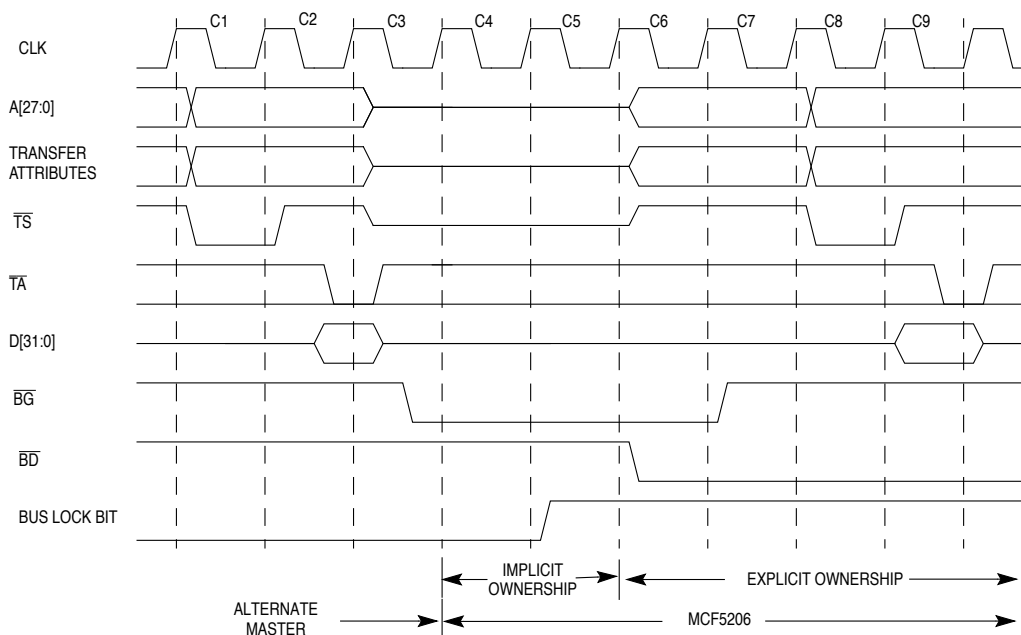 C1 C2 C3 C4 C5 C6 C7 C8 C9
CLK
A[27:0]
TRANSFER
ATTRIBUTES
TS
TA
D[31:0]
BG
BD
BUS LOCK BIT
IMPLICIT
OWNERSHIP
EXPLICIT OWNERSHIP
ALTERNATE
MASTER
MCF5206